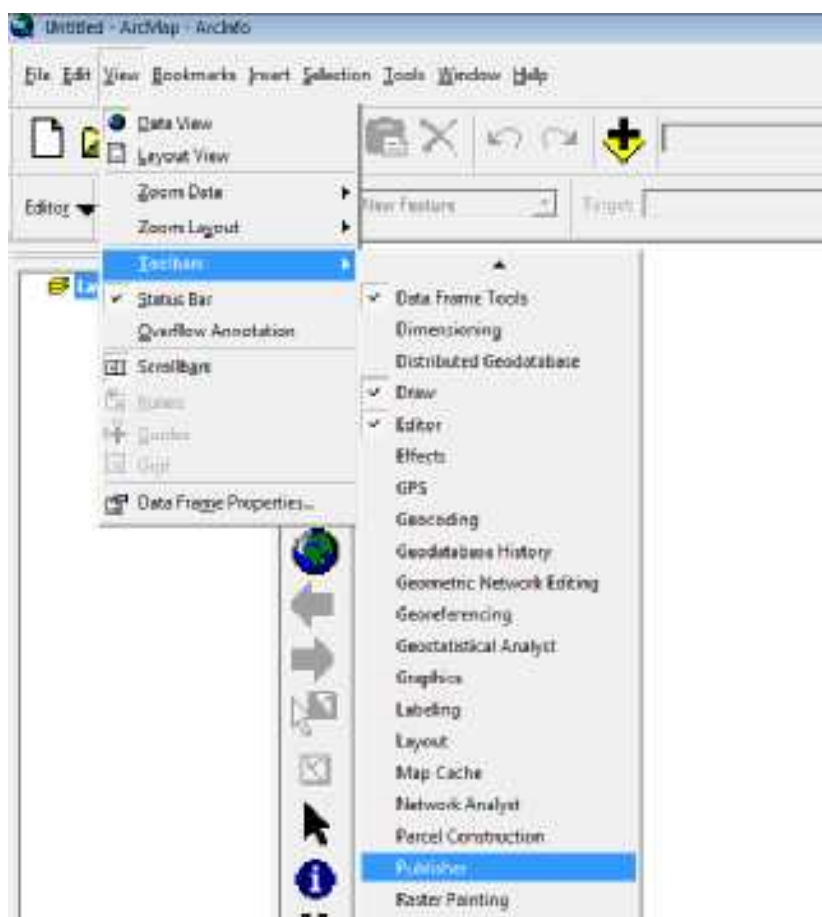 Untitled - ArcMap - ArcInfo
File Edit View Bookmarks Insert Selection Tools Window Help
Data View
Layout View
Zoom Data
Editor
New Feature
Target:
Zoom Layout
Toolbars
Status Bar
Data Frame Tools
Overflow Annotation
Dimensioning
Distributed Geodatabase
Scrollbars
Draw
Rulers
Editor
Guides
Effects
Grid
GPS
Data Frame Properties...
Geocoding
Geodatabase History
Geometric Network Editing
Georeferencing
Geostatistical Analyst
Graphics
Labeling
Layout
Map Cache
Network Analyst
Parcel Construction
Publisher
Raster Painting